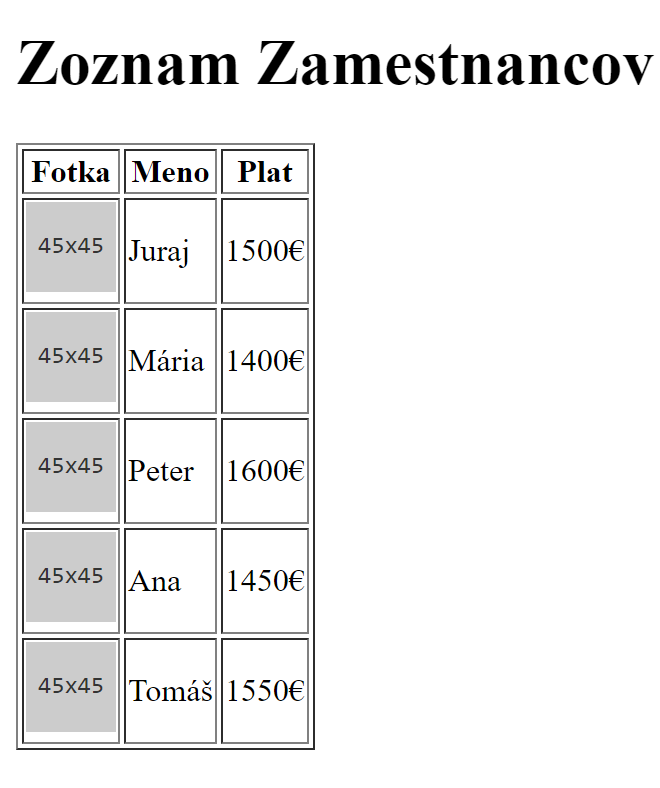 Zoznam Zamestnancov
Fotka Meno Plat
45x45 Juraj 1500€
45x45 Mária 1400€
45x45 Peter 1600€
45x45 Ana 1450€
45x45 Tomáš 1550€